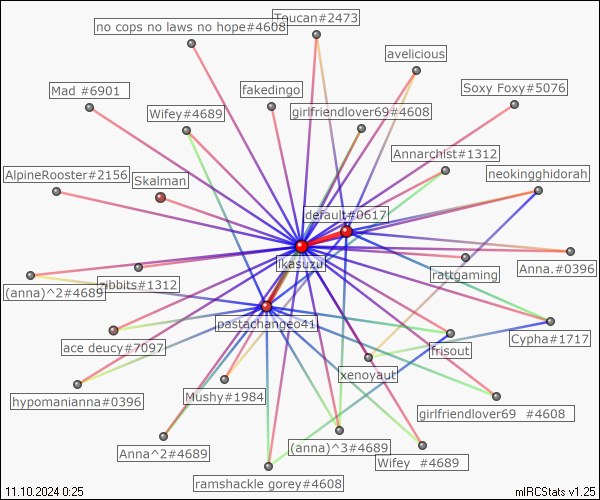 Toucan#2473
no cops no laws no hope#4608
avelicious
Mad #6901
fakedingo
Soxy Foxy#5076
Wifey#4689
girlfriendlover69#4608
Annarchist#1312
AlpineRooster#2156
Skalman
neokingghidorah
default#0617
ikasuzu
rattgaming
Anna.#0396
zibbits#1312
(anna)^2#4689
pastachangeo41
ace deucy#7097
frisout
Cypha#1717
xenoyaut
hypomanianna#0396
Mushy#1984
girlfriendlover69 #4608
Anna^2#4689
(anna)^3#4689
Wifey #4689
ramshackle gorey#4608
11.10.2024 0:25
mIRCStats v1.25